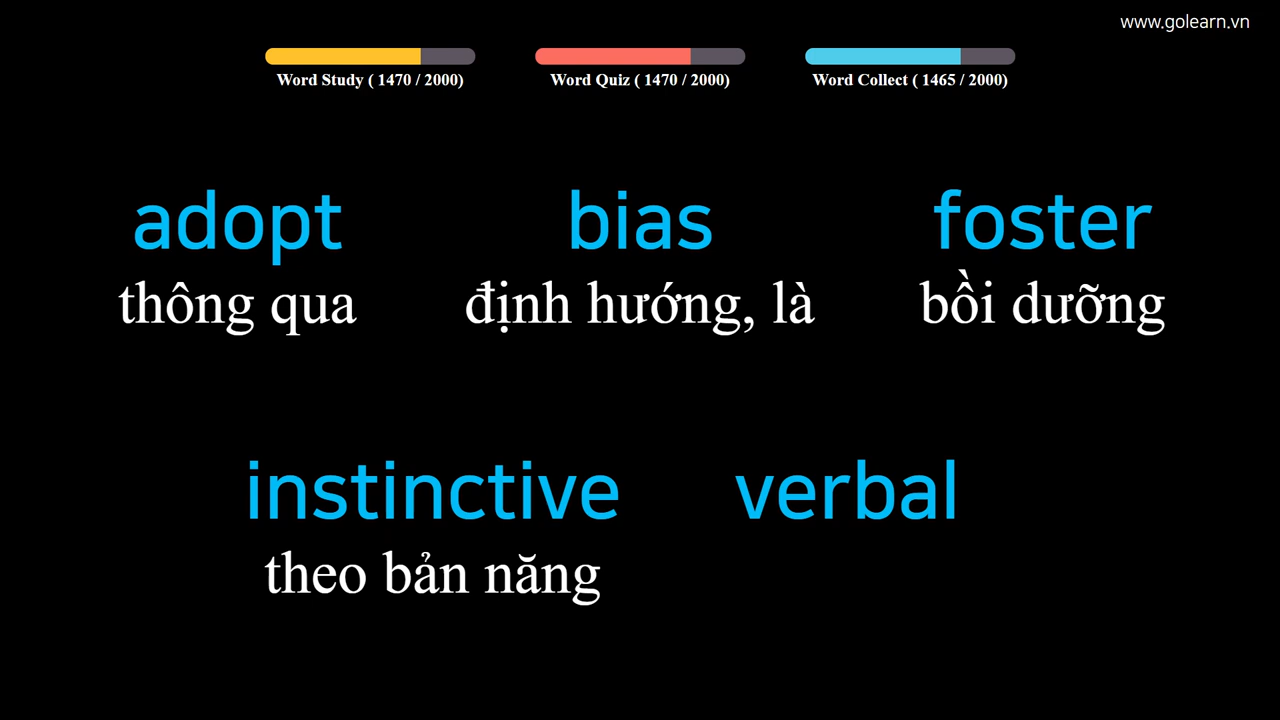 www.golearn.vn
Word Study ( 1470 / 2000)
Word Quiz ( 1470 / 2000)
Word Collect ( 1465 / 2000)
adopt
thông qua
bias
định hướng, là
foster
bồi dưỡng
instinctive
theo bản năng
verbal